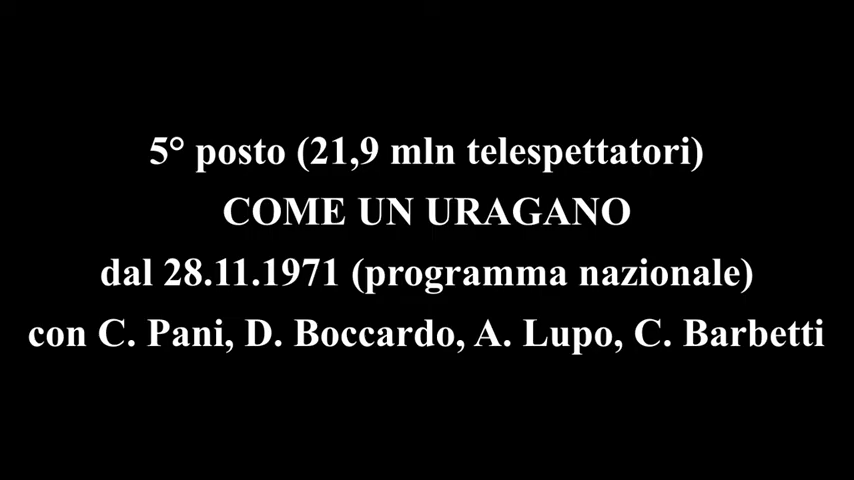 5° posto (21,9 mln telespettatori)
COME UN URAGANO
dal 28.11.1971 (programma nazionale)
con C. Pani, D. Boccardo, A. Lupo, C. Barbetti